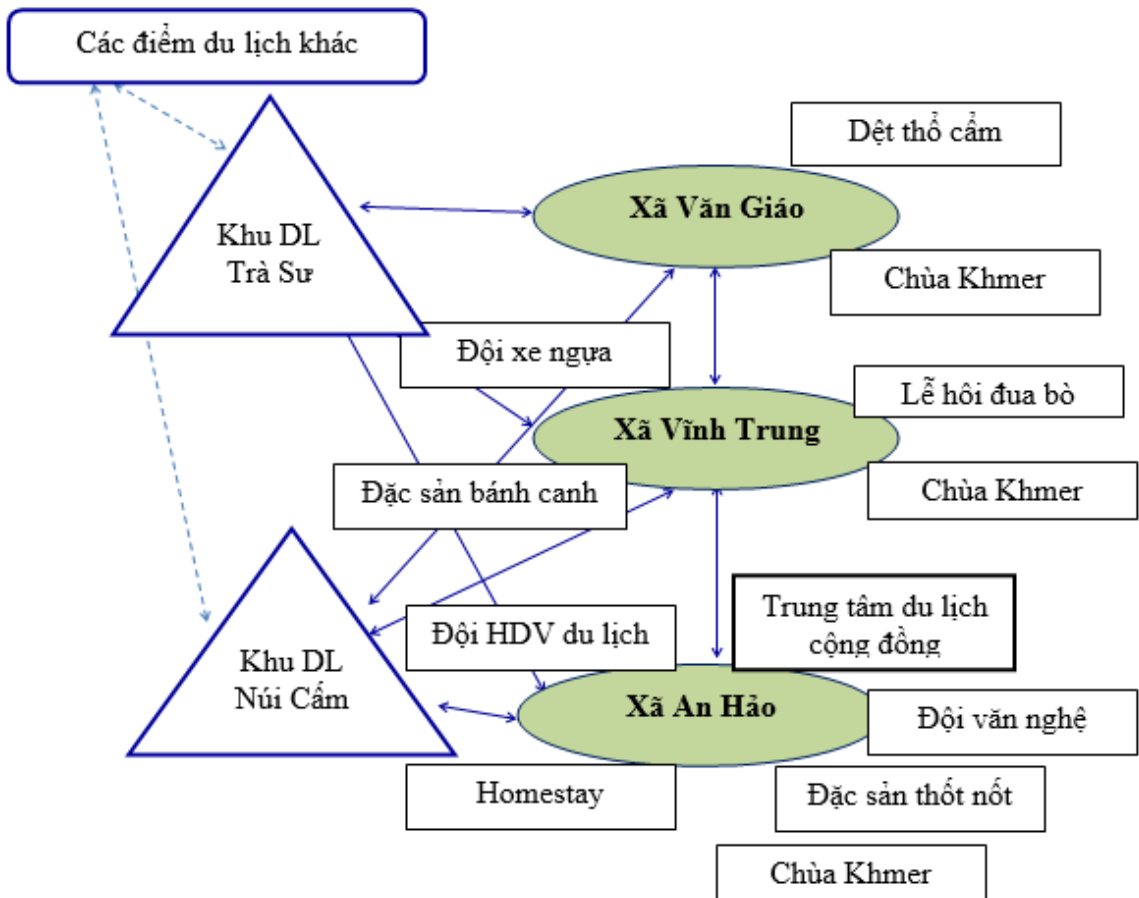 Các điểm du lịch khác
Dệt thổ cẩm
Xã Văn Giáo
Khu DL
Trà Sư
Chùa Khmer
Đội xe ngựa
Lễ hôi đua bò
Xã Vĩnh Trung
Đặc sản bánh canh
Chùa Khmer
Trung tâm du lịch
cộng đồng
Đội HDV du lịch
Khu DL
Núi Cấm
Xã An Hảo
Đội văn nghệ
Homestay
Đặc sản thốt nốt
Chùa Khmer